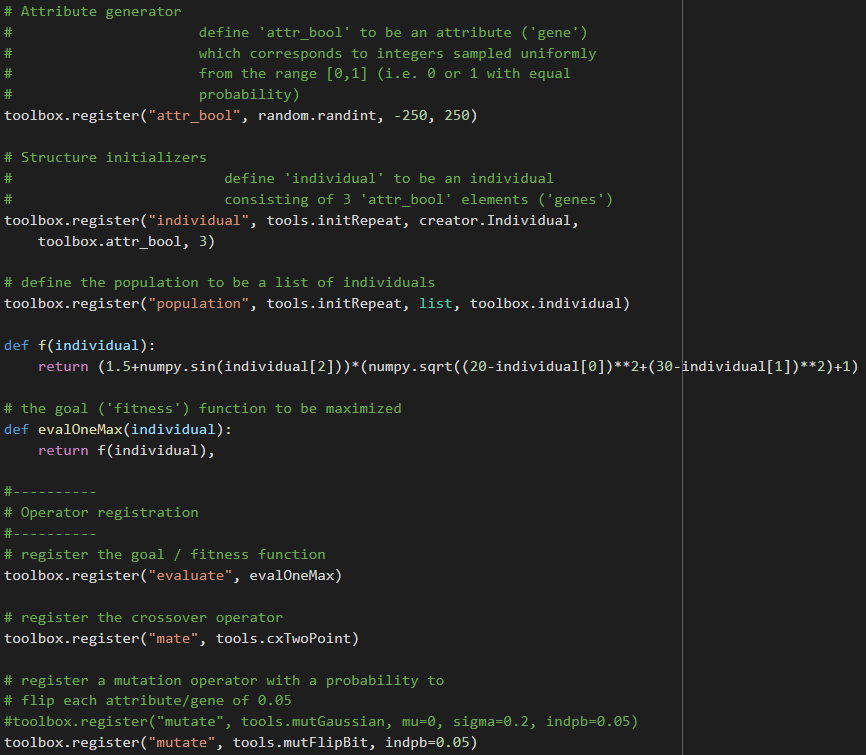 # Attribute generator
#                      define 'attr_bool' to be an attribute ('gene')
#                      which corresponds to integers sampled uniformly
#                      from the range [0,1] (i.e. 0 or 1 with equal
#                      probability)
toolbox.register("attr_bool", random.randint, -250, 250)
# Structure initializers
#                         define 'individual' to be an individual
#                         consisting of 3 'attr_bool' elements ('genes')
toolbox.register("individual", tools.initRepeat, creator.Individual,
    toolbox.attr_bool, 3)
# define the population to be a list of individuals
toolbox.register("population", tools.initRepeat, list, toolbox.individual)
def f(individual):
    return (1.5+numpy.sin(individual[2]))*(numpy.sqrt((20-individual[0])**2+(30-individual[1])**2)+1)
# the goal ('fitness') function to be maximized
def evalOneMax(individual):
    return f(individual),
#----------
# Operator registration
#----------
# register the goal / fitness function
toolbox.register("evaluate", evalOneMax)
# register the crossover operator
toolbox.register("mate", tools.cxTwoPoint)
# register a mutation operator with a probability to
# flip each attribute/gene of 0.05
#toolbox.register("mutate", tools.mutGaussian, mu=0, sigma=0.2, indpb=0.05)
toolbox.register("mutate", tools.mutFlipBit, indpb=0.05)